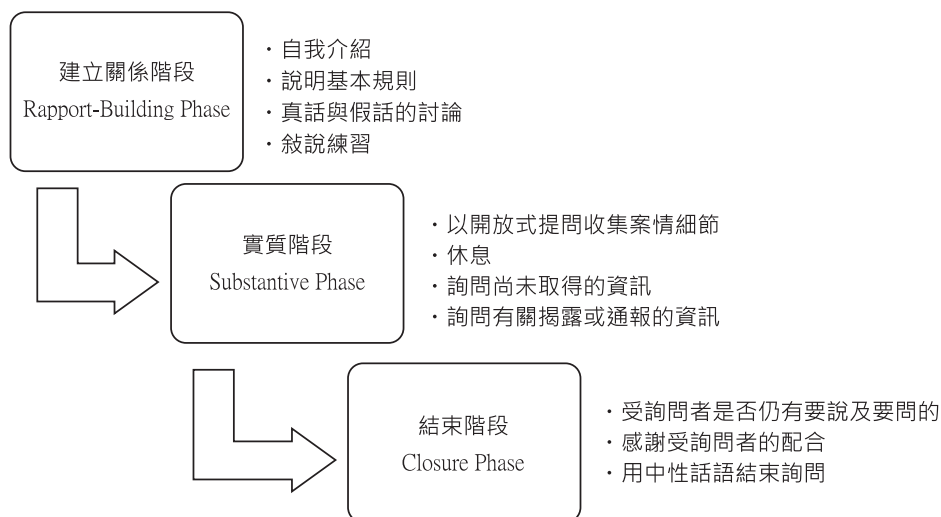 建立關係階段
Rapport-Building Phase
・自我介紹
・說明基本規則
・真話與假話的討論
・敍說練習
實質階段
Substantive Phase
・以開放式提問收集案情細節
・休息
・詢問尚未取得的資訊
・詢問有關揭露或通報的資訊
結束階段
Closure Phase
・受詢問者是否仍有要說及要問的
・感謝受詢問者的配合
・用中性話語結束詢問